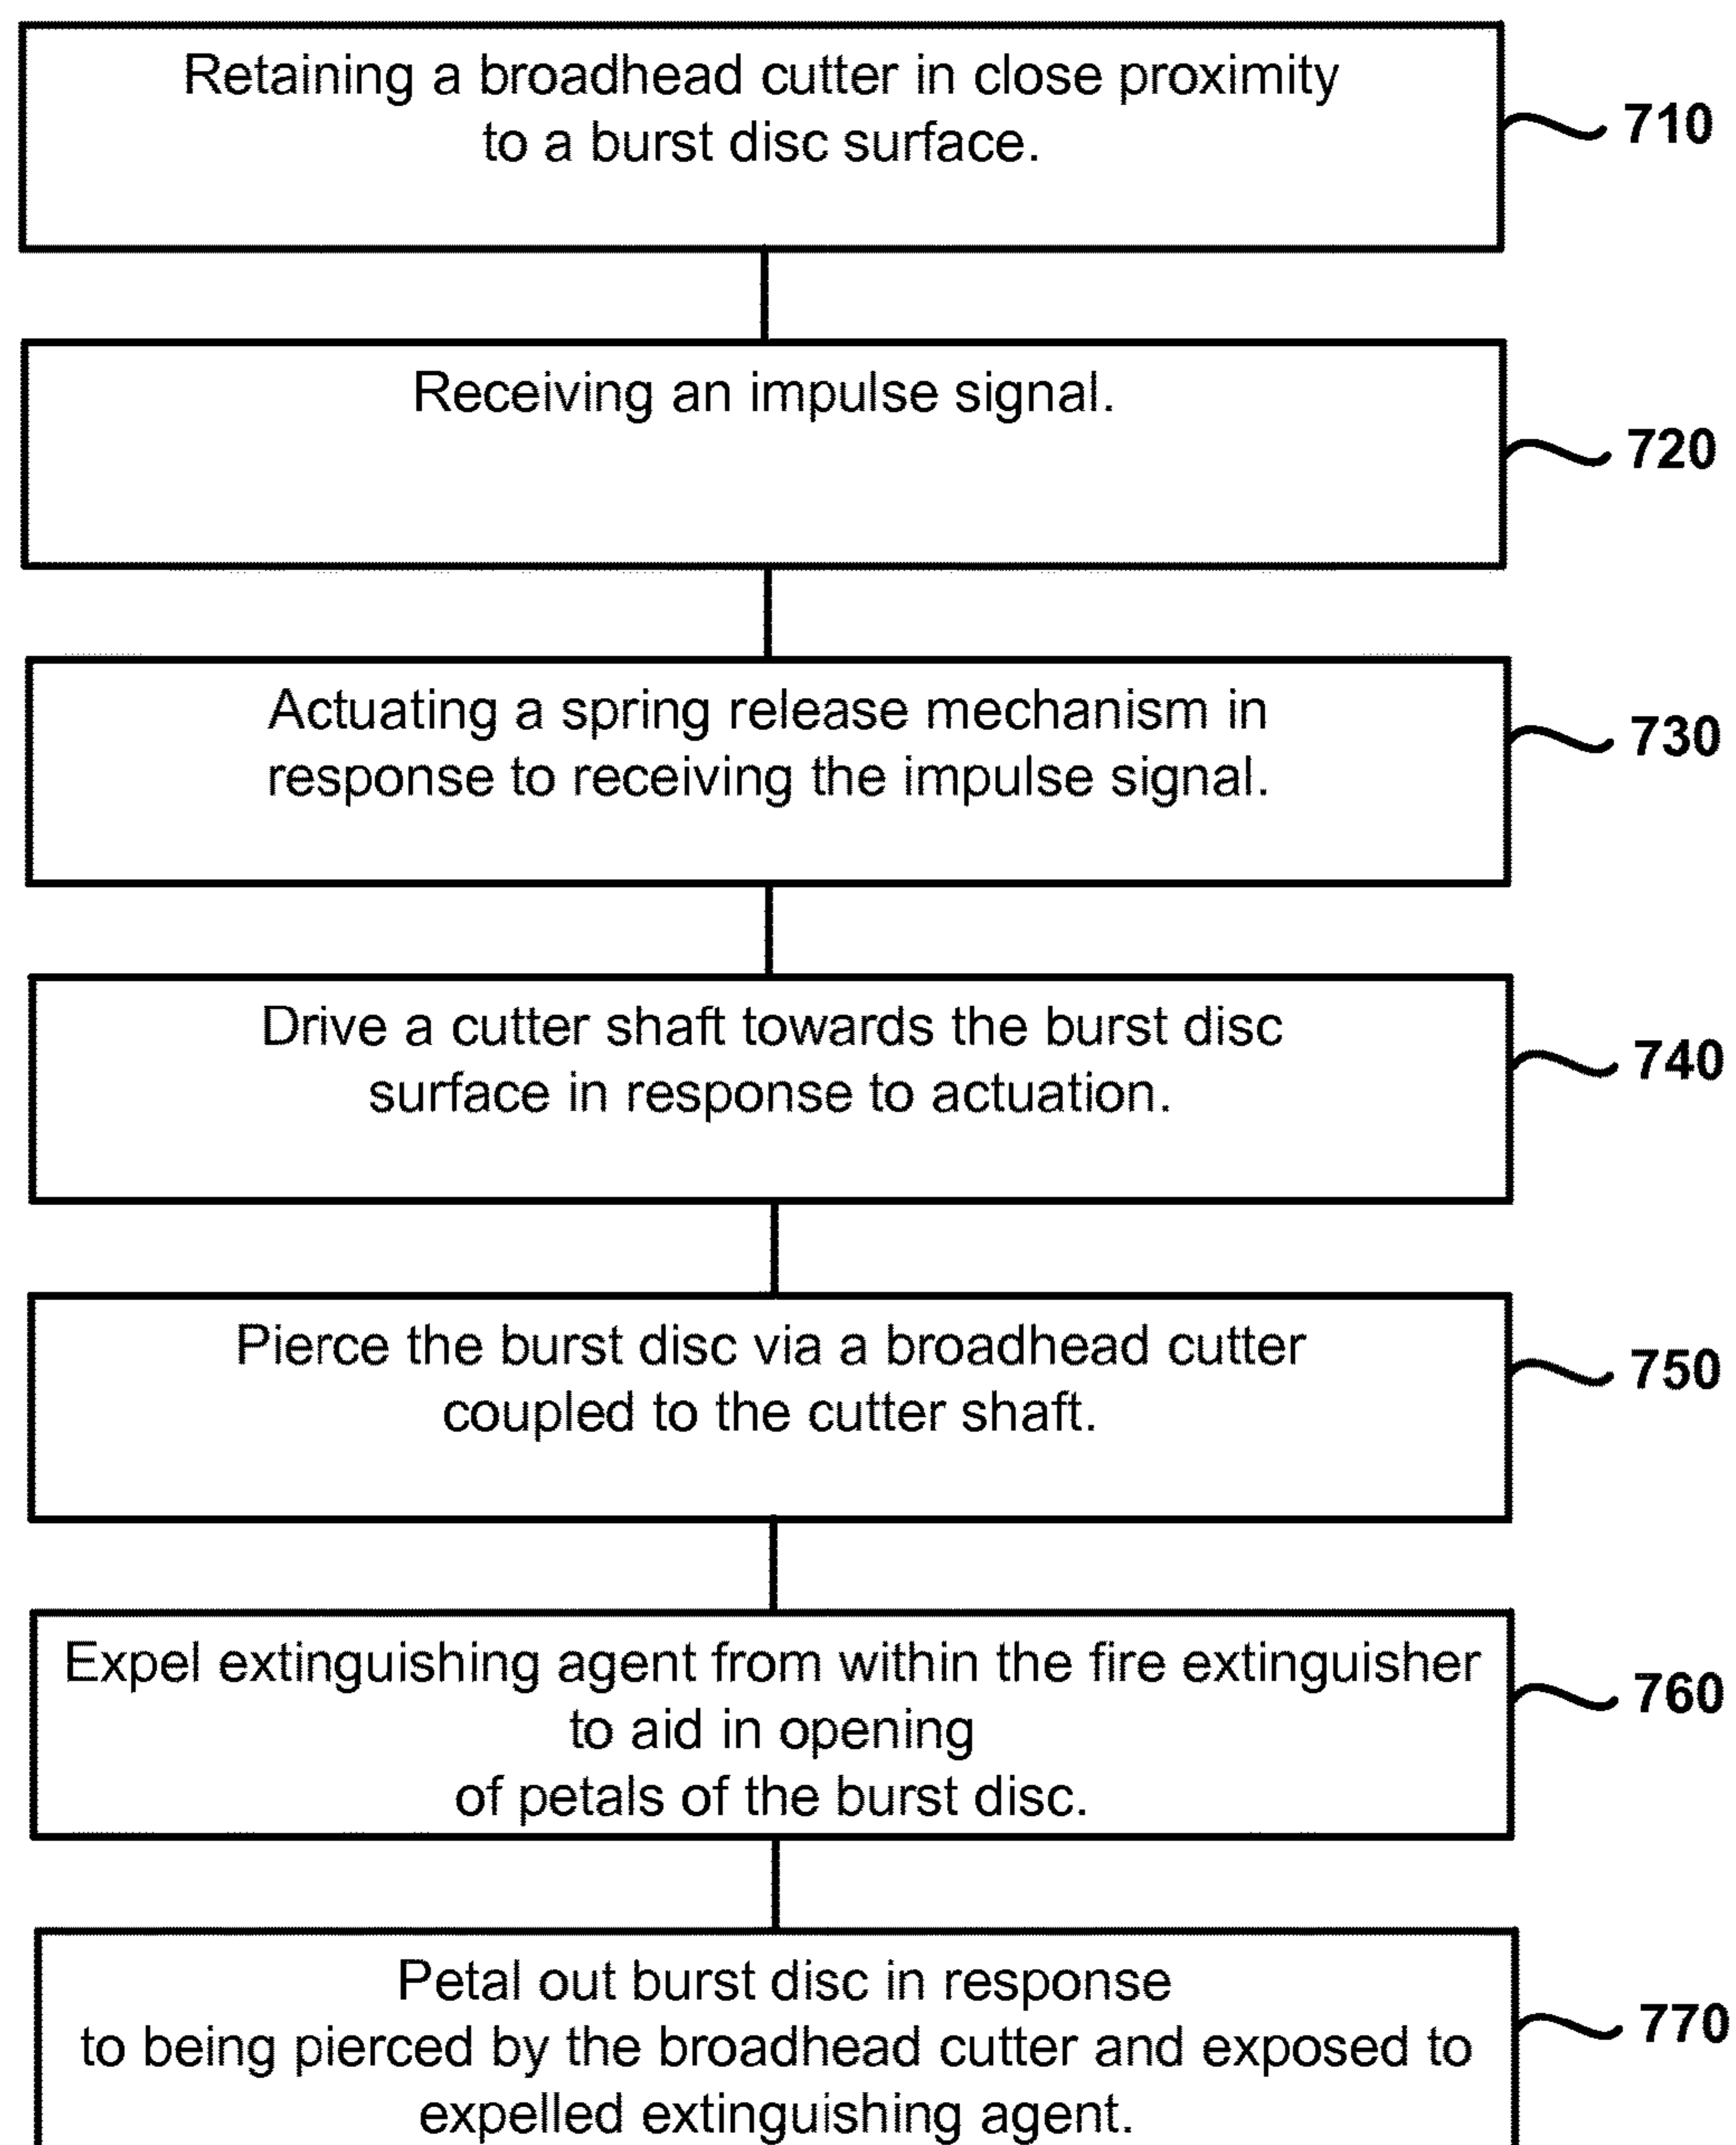 Retaining a broadhead cutter in close proximity
to a burst disc surface.
710
Receiving an impulse signal.
720
Actuating a spring release mechanism in
response to receiving the impulse signal.
730
Drive a cutter shaft towards the burst disc
surface in response to actuation.
740
Pierce the burst disc via a broadhead cutter
coupled to the cutter shaft.
750
Expel extinguishing agent from within the fire extinguisher
to aid in opening
of petals of the burst disc.
760
Petal out burst disc in response
to being pierced by the broadhead cutter and exposed to
expelled extinguishing agent.
770